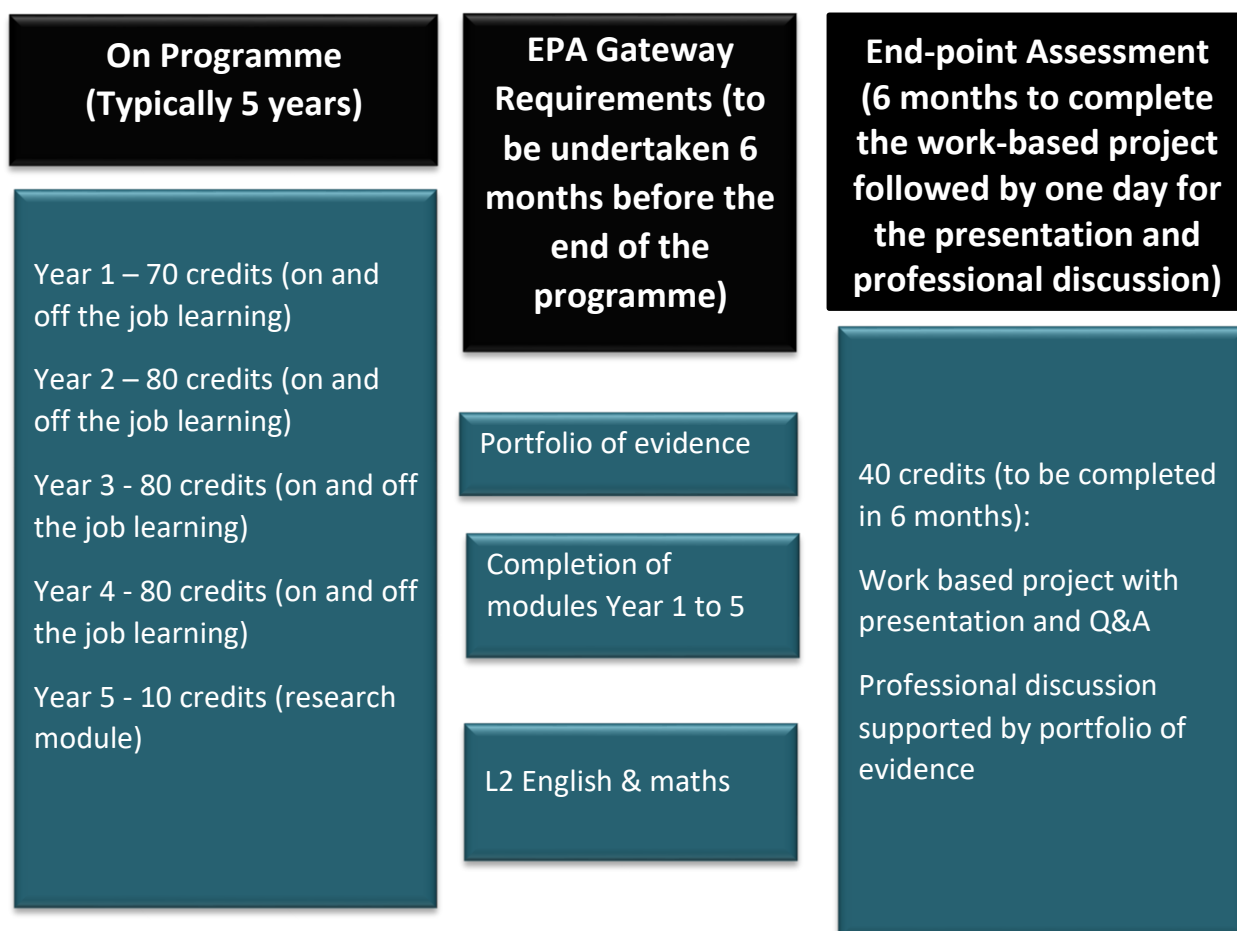 On Programme
(Typically 5 years)
Year 1 – 70 credits (on and
off the job learning)
Year 2 – 80 credits (on and
off the job learning)
Year 3 - 80 credits (on and off
the job learning)
Year 4 - 80 credits (on and off
the job learning)
Year 5 - 10 credits (research
module)
EPA Gateway
Requirements (to
be undertaken 6
months before the
end of the
programme)
Portfolio of evidence
Completion of
modules Year 1 to 5
L2 English & maths
End-point Assessment
(6 months to complete
the work-based project
followed by one day for
the presentation and
professional discussion)
40 credits (to be completed
in 6 months):
Work based project with
presentation and Q&A
Professional discussion
supported by portfolio of
evidence